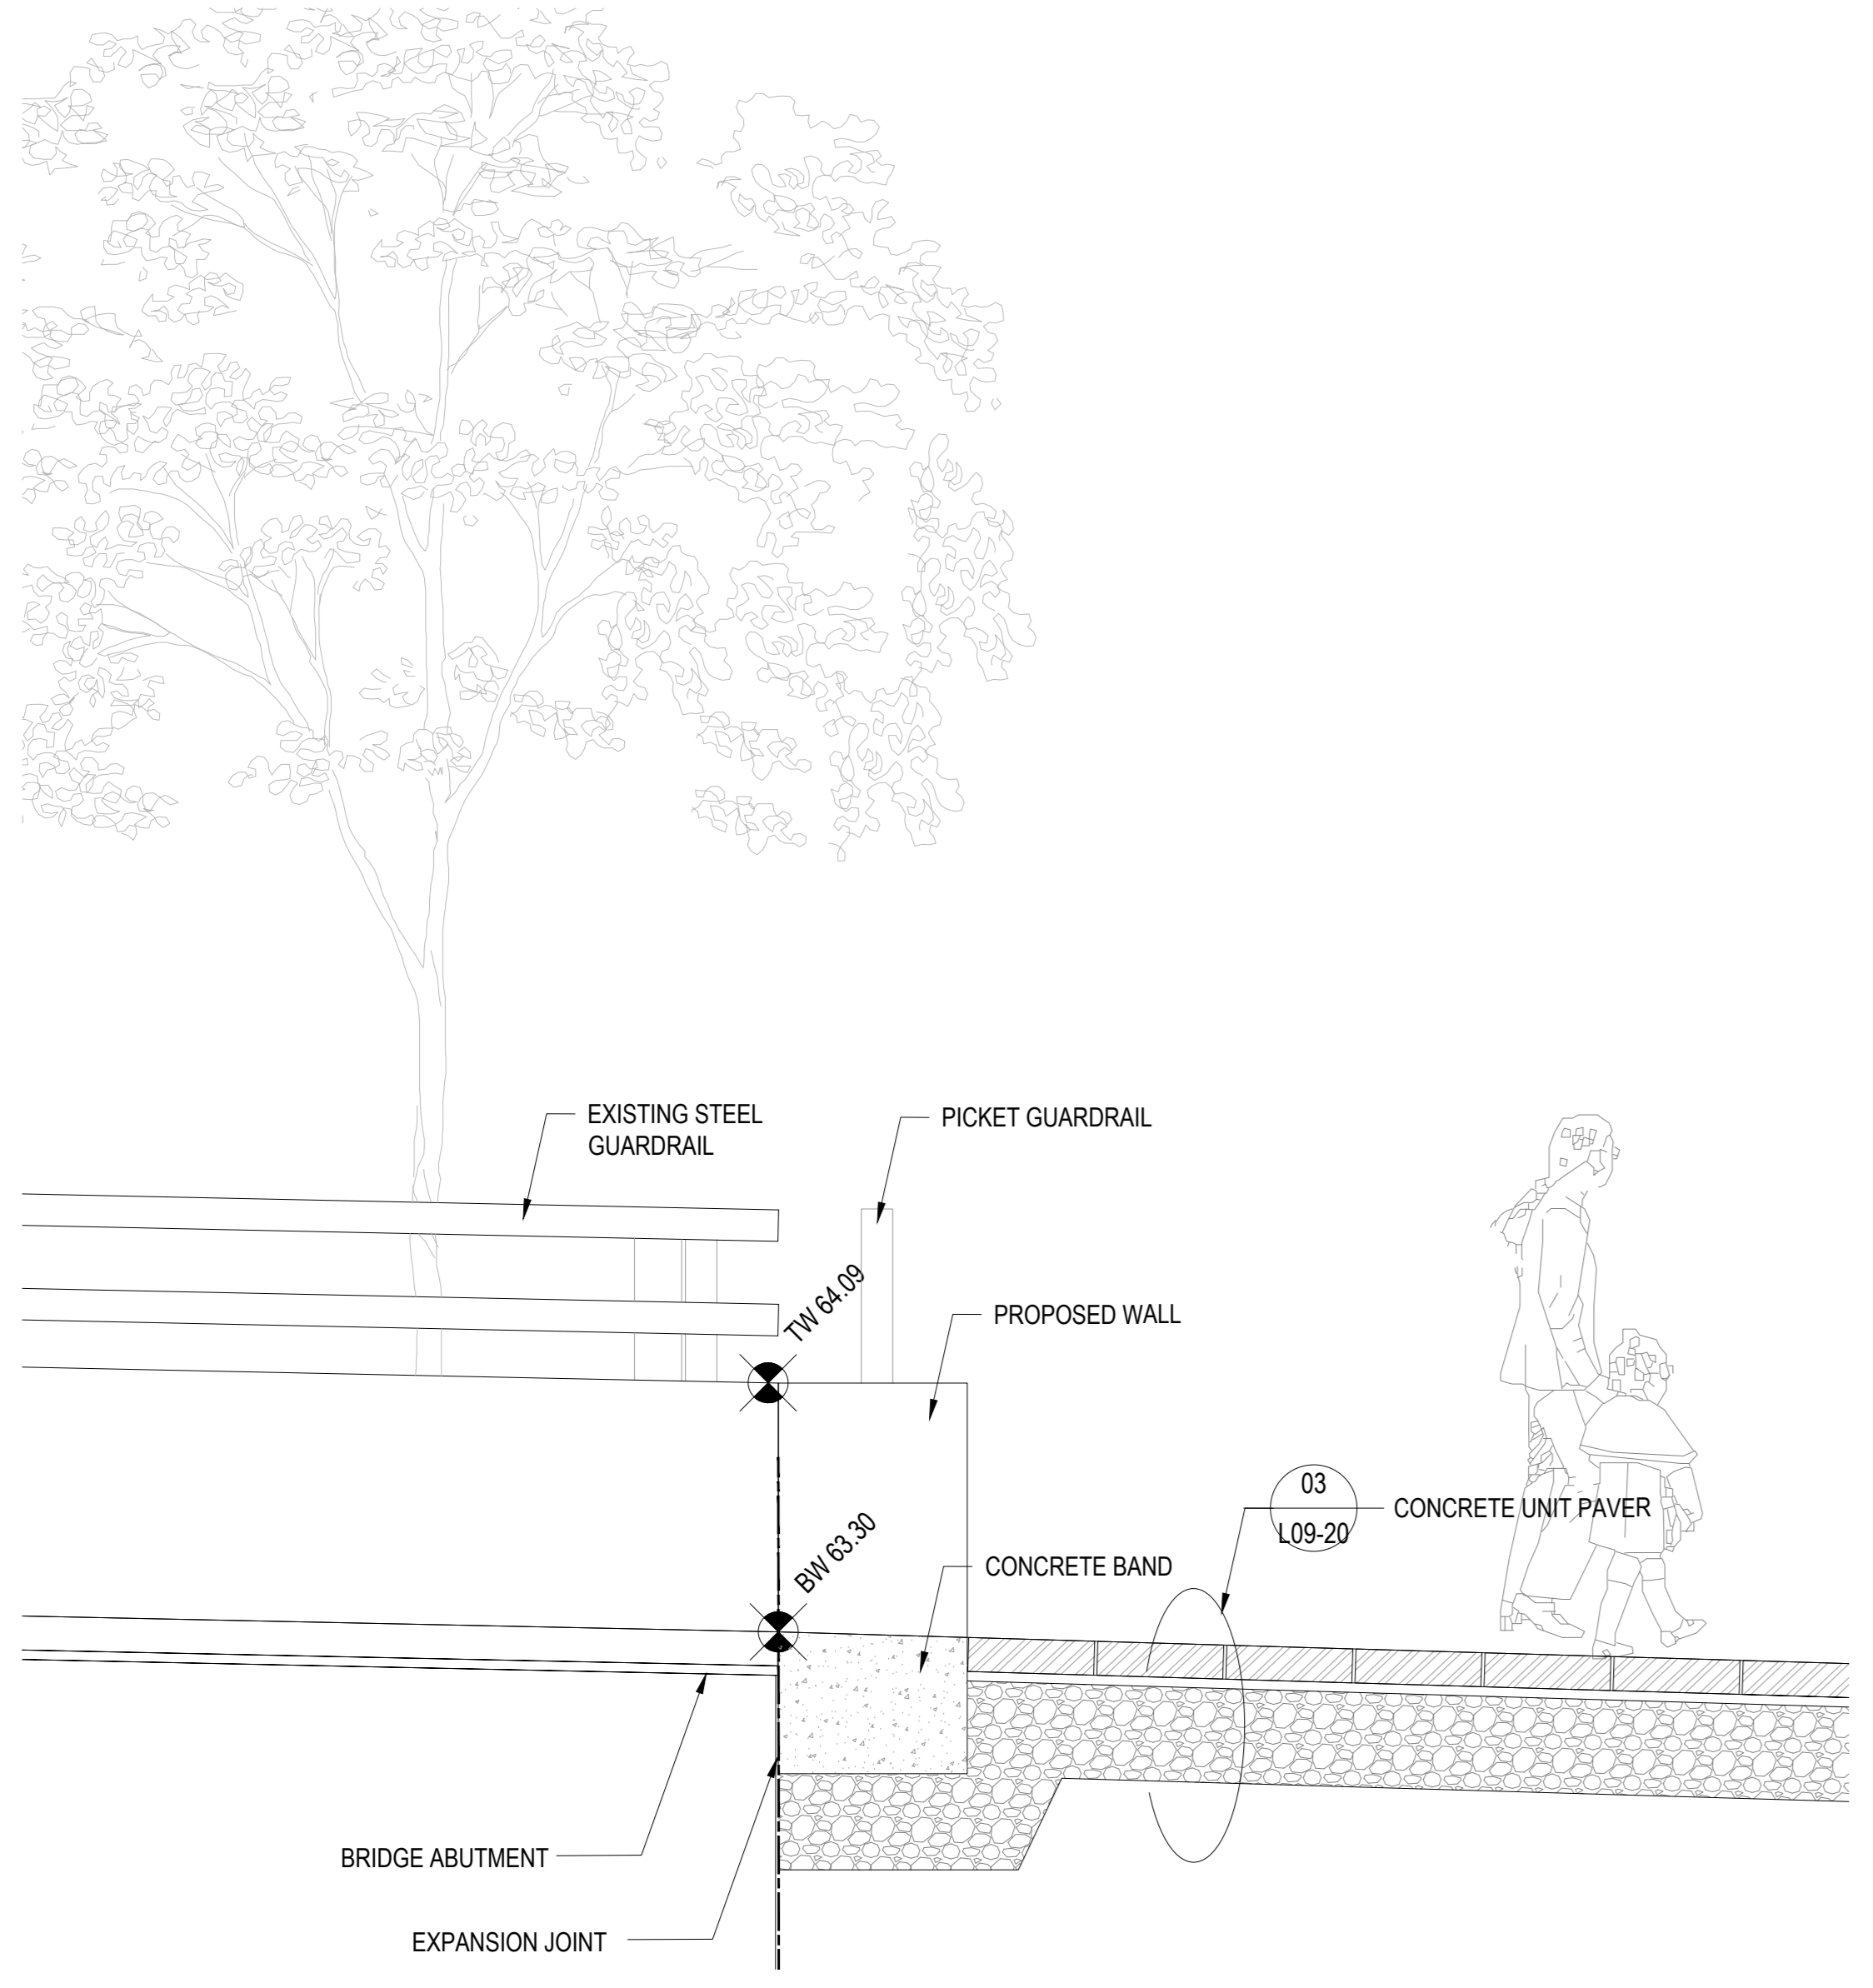 EXISTING STEEL
GUARDRAIL
PICKET GUARDRAIL
TW 64.09
PROPOSED WALL
03
L09-20
CONCRETE UNIT PAVER
BW 63.30
CONCRETE BAND
BRIDGE ABUTMENT
EXPANSION JOINT